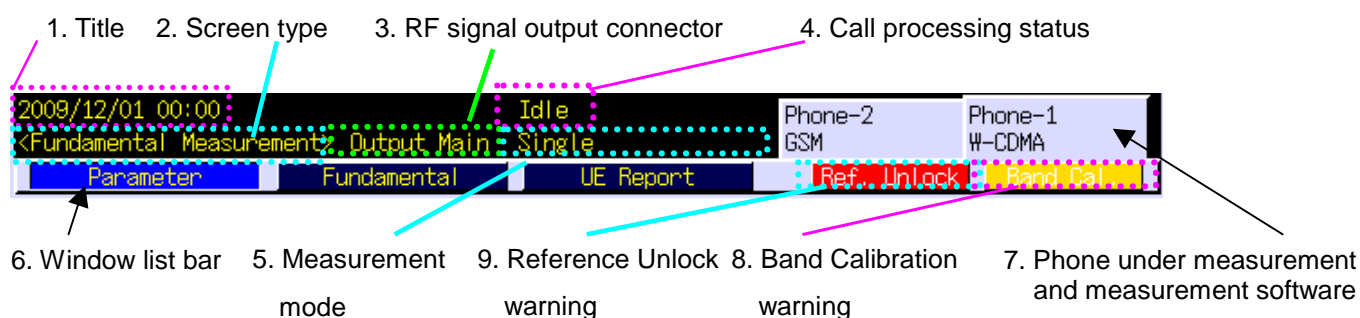 1. Title 2. Screen type 3. RF signal output connector 4. Call processing status
2009/12/01 00:00 Idle Phone-2 Phone-1
<Fundamental Measurement> Output Main Single GSM W-CDMA
Parameter Fundamental UE Report Ref. Unlock Band Cal
6. Window list bar 5. Measurement mode 9. Reference Unlock warning 8. Band Calibration warning 7. Phone under measurement and measurement software